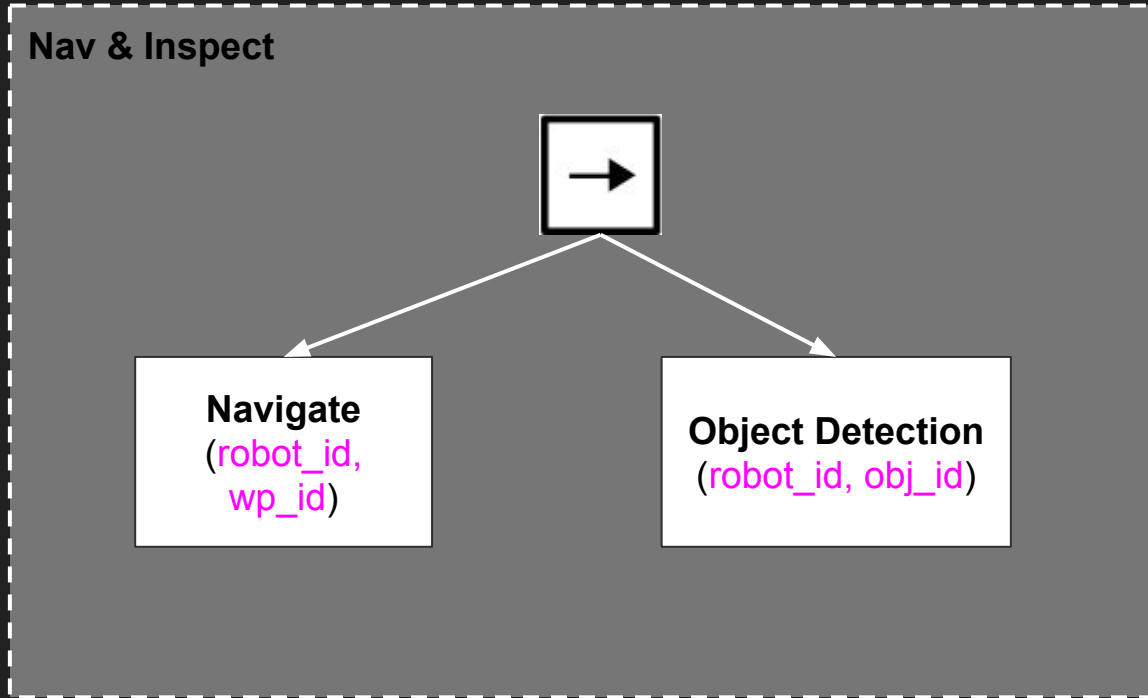 Nav & Inspect
Navigate
(robot_id,
wp_id)
Object Detection
(robot_id, obj_id)